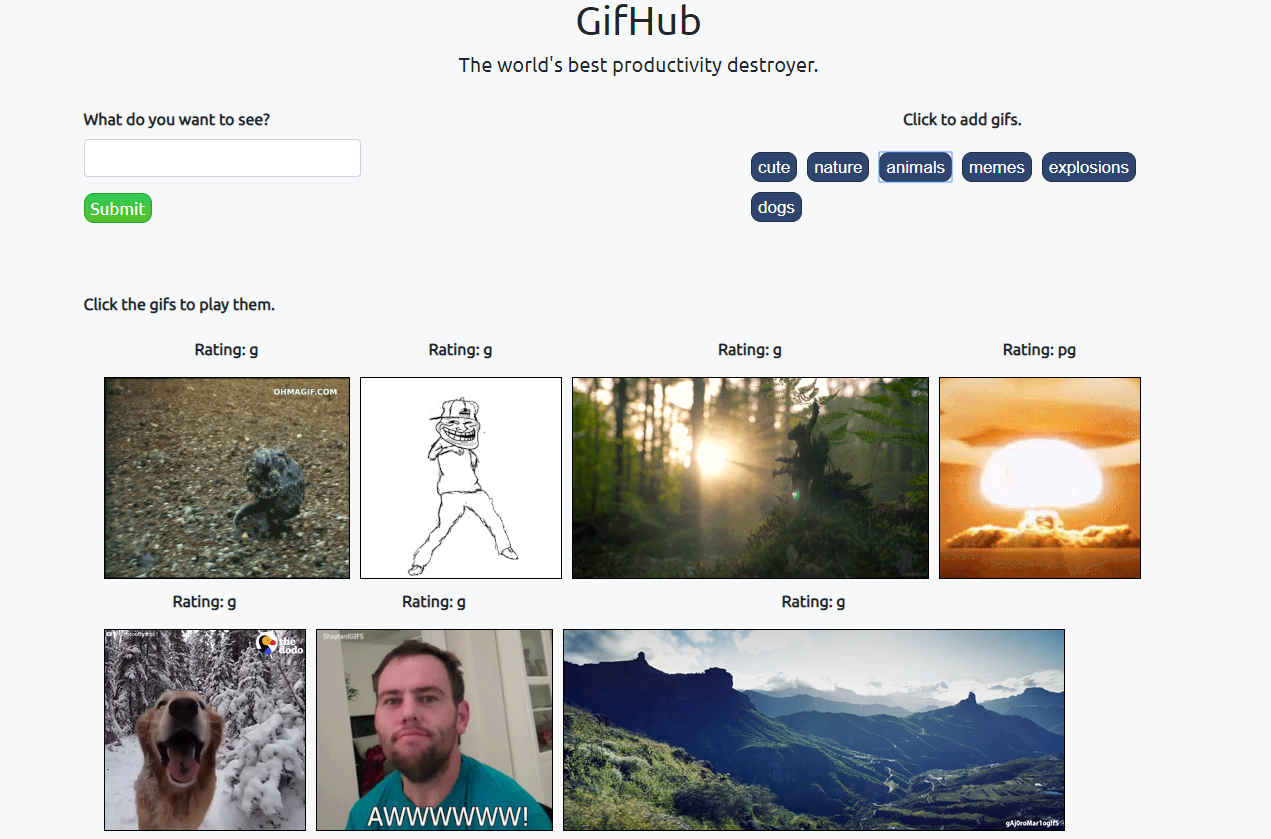 GifHub
The world's best productivity destroyer.
What do you want to see?
Click to add gifs.
cute nature animals memes explosions
dogs
Submit
Click the gifs to play them.
Rating: g Rating: g Rating: g Rating: pg
OHMAGIF.COM
Rating: g Rating: g Rating: g
the
dodo
ShaytardGIFS
AWWWWWW!